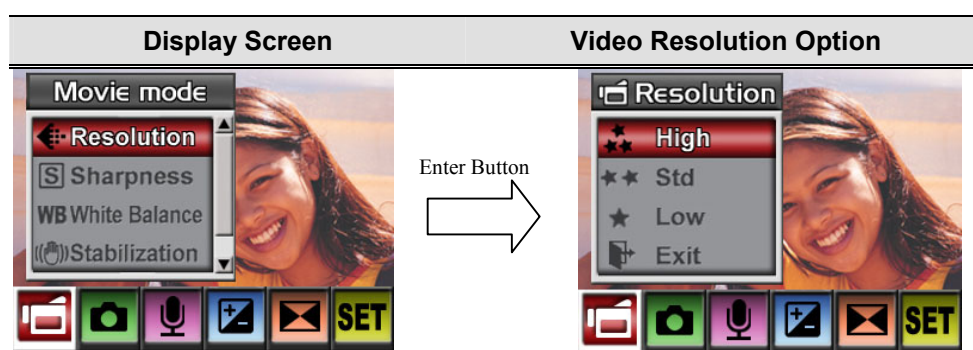 Display Screen
Video Resolution Option
Movie mode
Resolution
S Sharpness
WB White Balance
Stabilization
SET
Enter Button
Resolution
High
Std
Low
Exit
SET